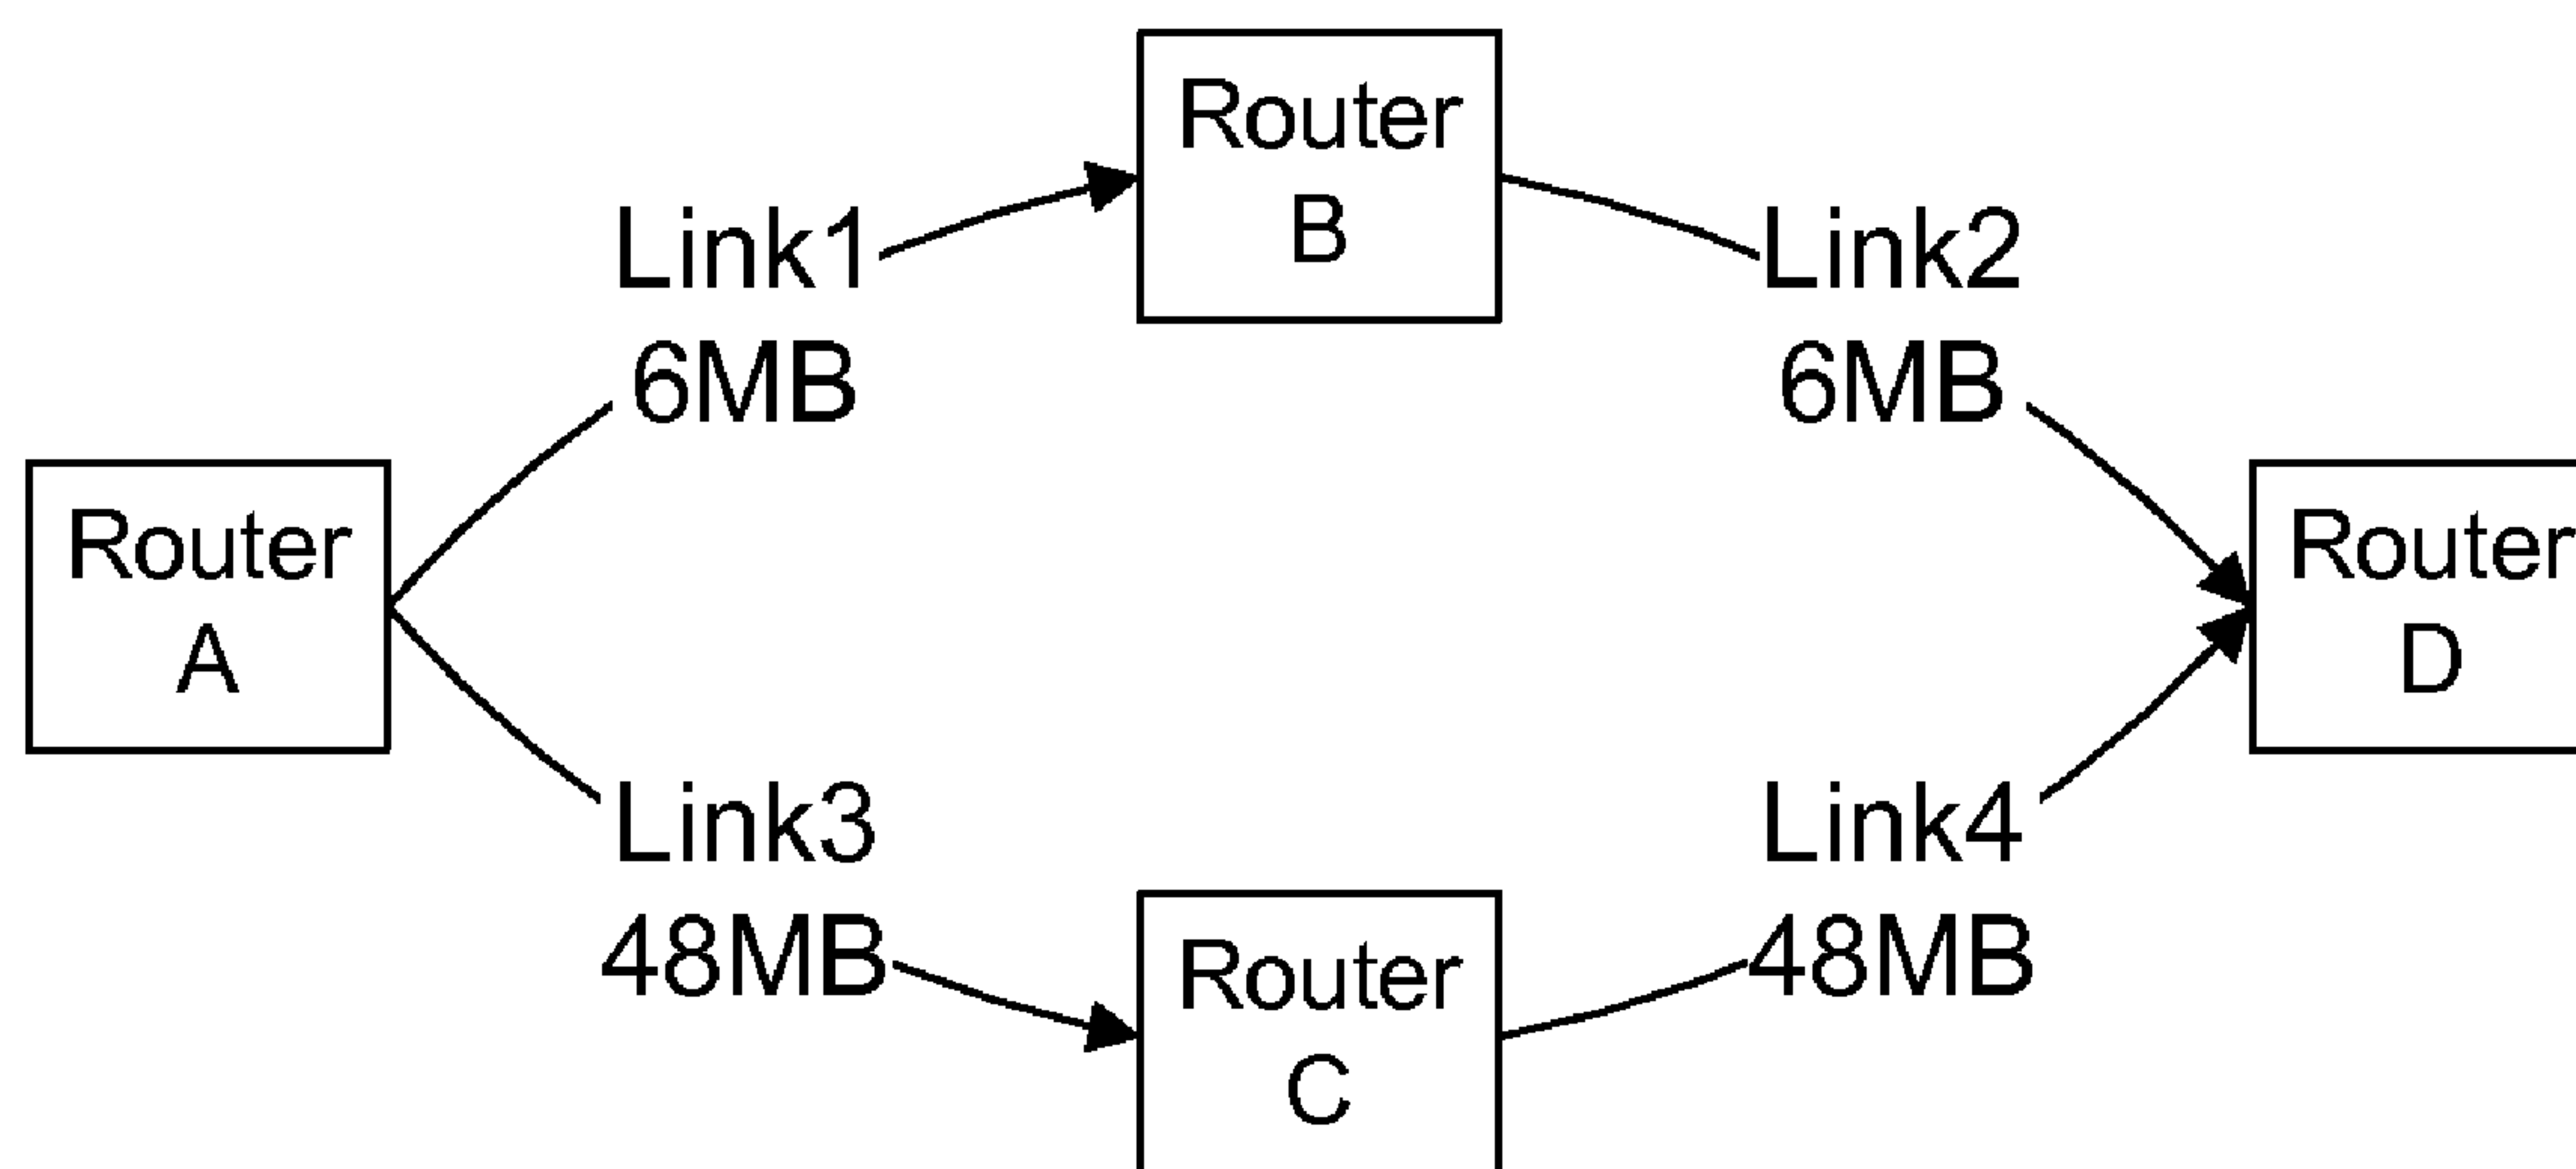 Router
B
Link1
6MB
Link2
6MB
Router
A
Router
D
Link3
48MB
Link4
48MB
Router
C